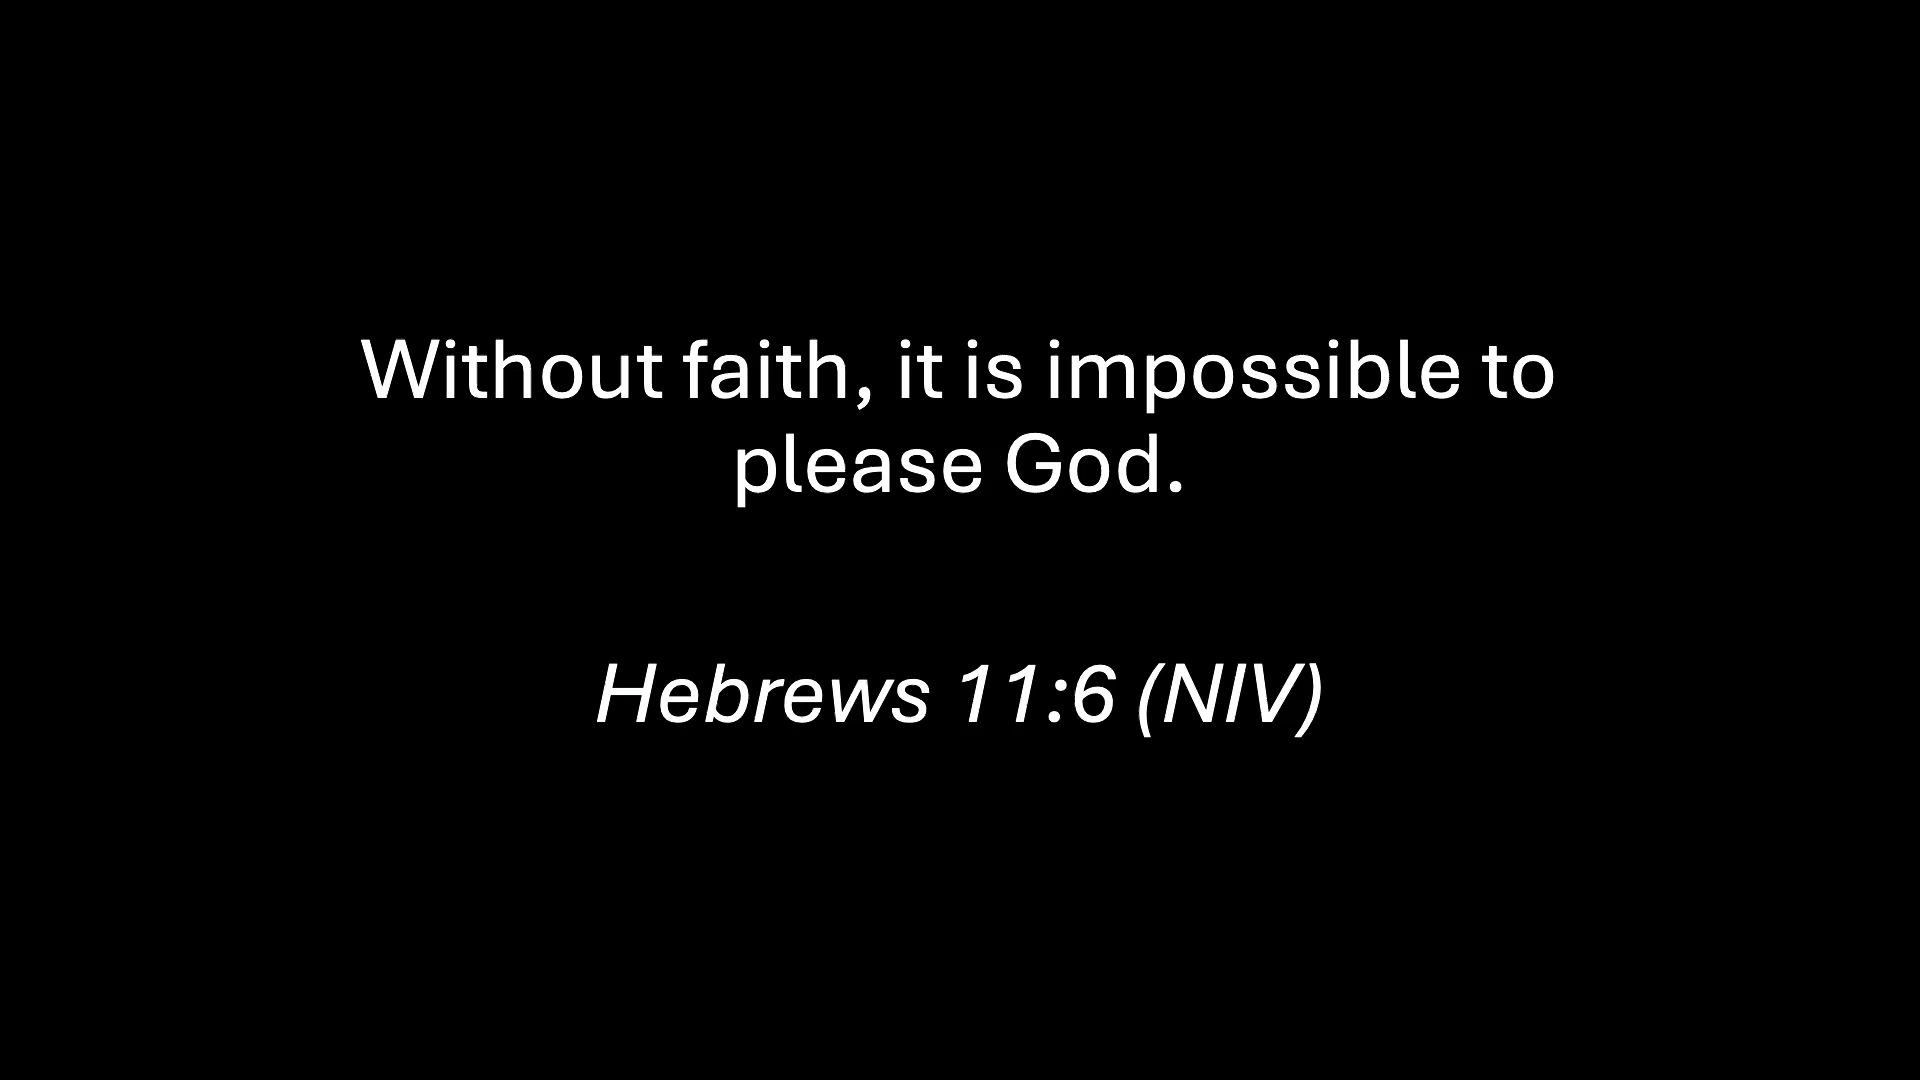 Without faith, it is impossible to
please God.
Hebrews 11:6 (NIV)